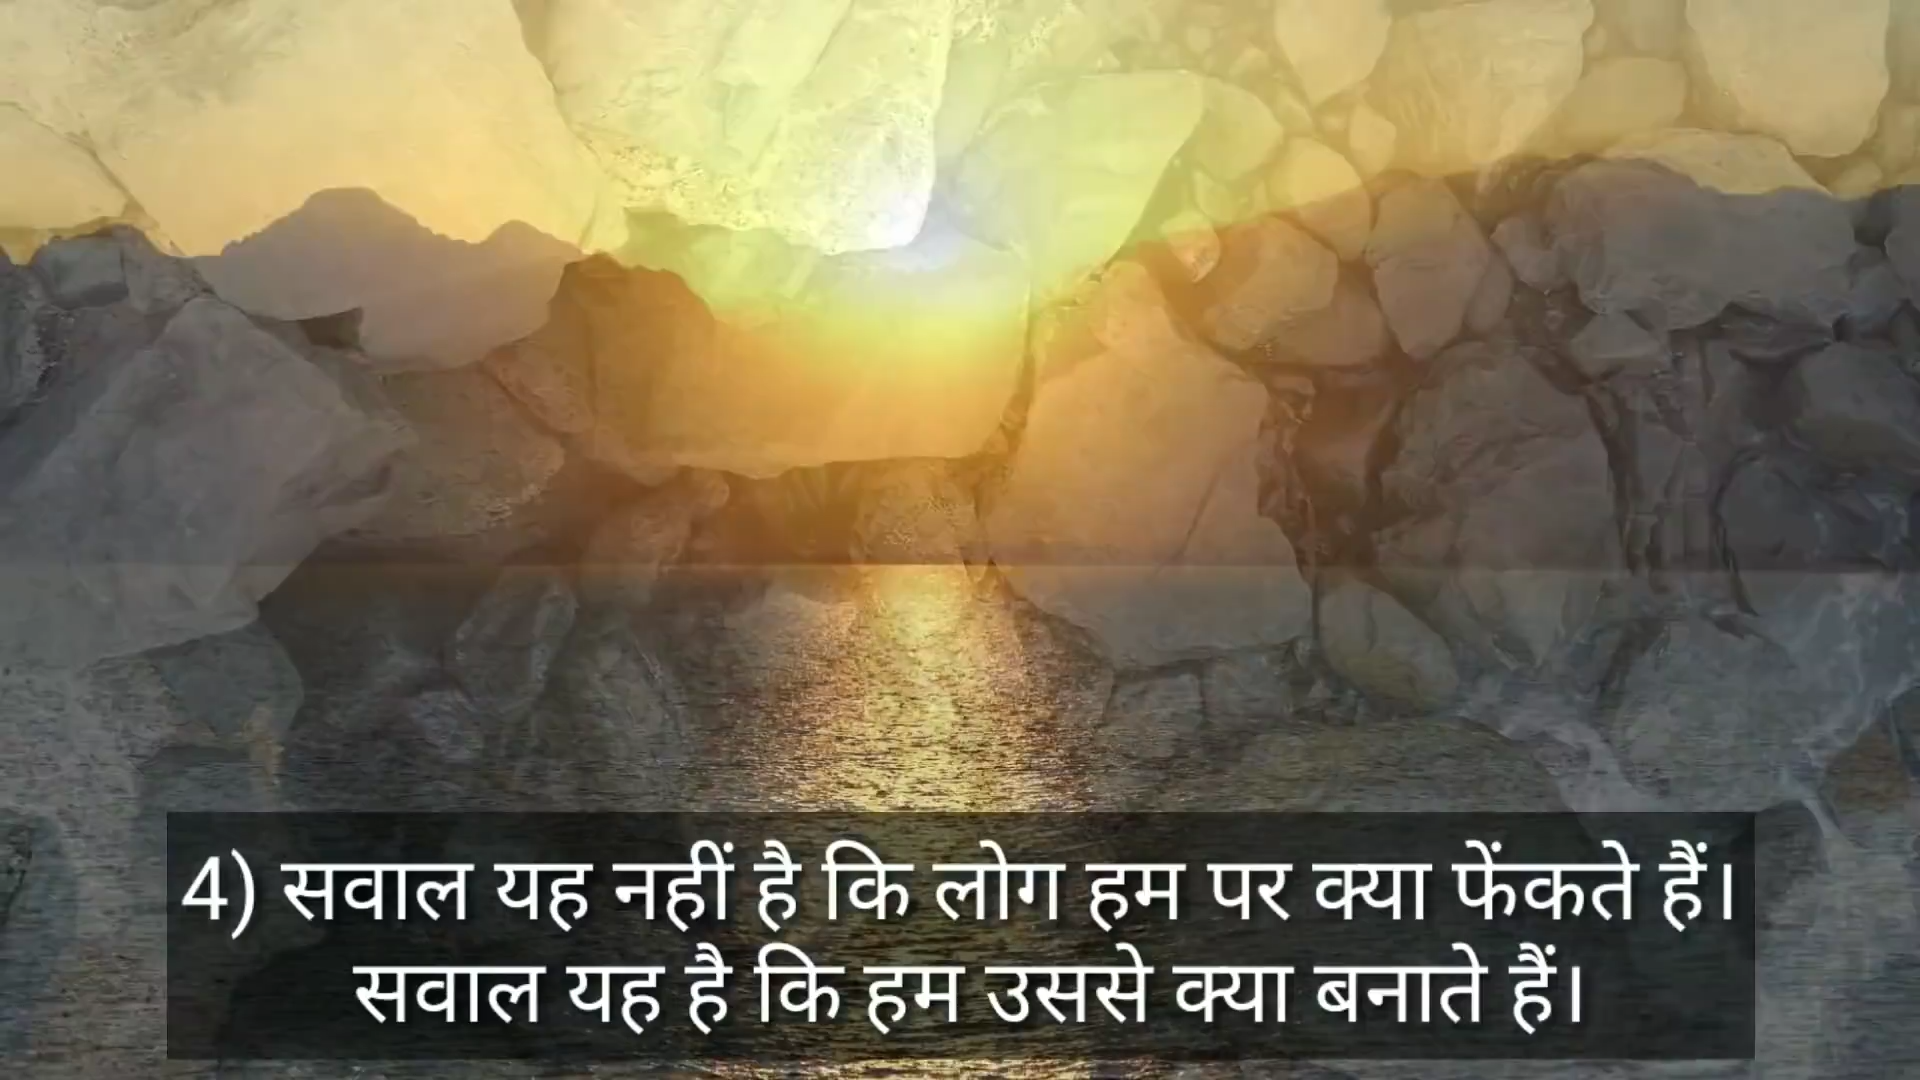 4) सवाल यह नहीं है कि लोग हम पर क्या फेंकते हैं।
सवाल यह है कि हम उससे क्या बनाते हैं।